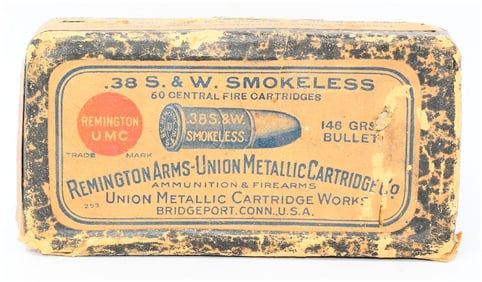 .38 S. & W. SMOKELESS
60 CENTRAL FIRE CARTRIDGES
REMINGTON
UMC
TRADE MARK
.38 S.&W.
SMOKELESS
146 GRS
BULLET
REMINGTON ARMS-UNION METALLIC CARTRIDGE CO
AMMUNITION & FIREARMS
UNION METALLIC CARTRIDGE WORKS
253
BRIDGEPORT, CONN., U.S.A.